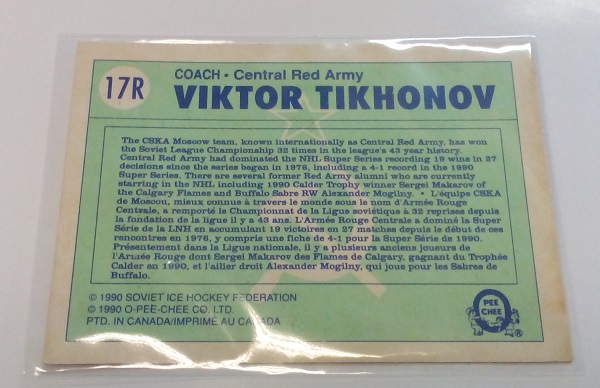 17R
COACH • Central Red Army
VIKTOR TIKHONOV
The CSKA Moscow team, known internationally as Central Red Army, has won
the Soviet League Championship 32 times in the league's 43 year history.
Central Red Army had dominated the NHL Super Series recording 19 wins in 27
decisions since the series began in 1976, including a 4-1 record in the 1990
Super Series. There are several former Red Army alumni who are currently
starring in the NHL including 1990 Calder Trophy winner Sergei Makarov of
the Calgary Flames and Buffalo Sabre RW Alexander Mogilny. • L'équipe CSKA
de Moscou, mieux connus à travers le monde sous le nom d'Armée Rouge
Centrale, a remporté le Championnat de la Ligue soviétique à 32 reprises depuis
la fondation de la ligue il y a 43 ans. L'Armée Rouge Centrale a dominé la Super
Série de la LNH en accumulant 19 victoires en 27 matches depuis le début de ces
rencontres en 1976, y compris une fiche de 4-1 pour la Super Série de 1990.
Présentement dans la Ligue nationale, il y a plusieurs anciens joueurs de
l'Armée Rouge dont Sergei Makarov des Flames de Calgary, gagnant du Trophée
Calder en 1990, et l'ailier droit Alexander Mogilny, qui joue pour les Sabres de
Buffalo.
© 1990 SOVIET ICE HOCKEY FEDERATION
© 1990 O-PEE-CHEE CO. LTD.
PTD. IN CANADA/IMPRIMÉ AU CANADA
O
PEE
CHEE
®